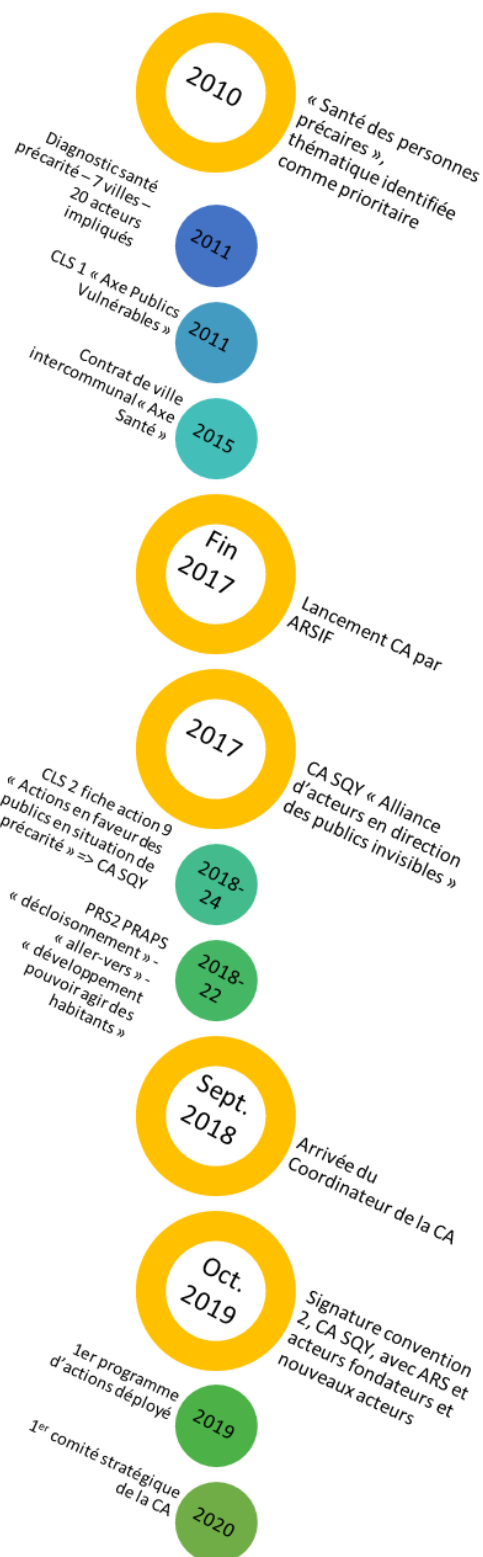 2010
« Santé des personnes
précaires »,
thématique identifiée
comme prioritaire
Diagnostic santé
précarité – 7 villes –
20 acteurs
impliqués
2011
CLS 1 « Axe Publics
Vulnérables »
2011
Contrat de ville
intercommunal « Axe
Santé »
2015
Fin
2017
Lancement CA par
ARSIF
2017
CA SQY « Alliance
d’acteurs en direction
des publics invisibles »
CLS 2 fiche action 9
« Actions en faveur des
publics en situation de
précarité » => CA SQY
2018-
24
PRS2 PRAPS
« décloisonnement » -
« aller-vers » -
« développement
pouvoir agir des
habitants »
2018-
22
Sept.
2018
Arrivée du
Coordinateur de la CA
Oct.
2019
Signature convention
2, CA SQY, avec ARS et
acteurs fondateurs et
nouveaux acteurs
1er programme
d’actions déployé
2019
1er comité stratégique
de la CA
2020